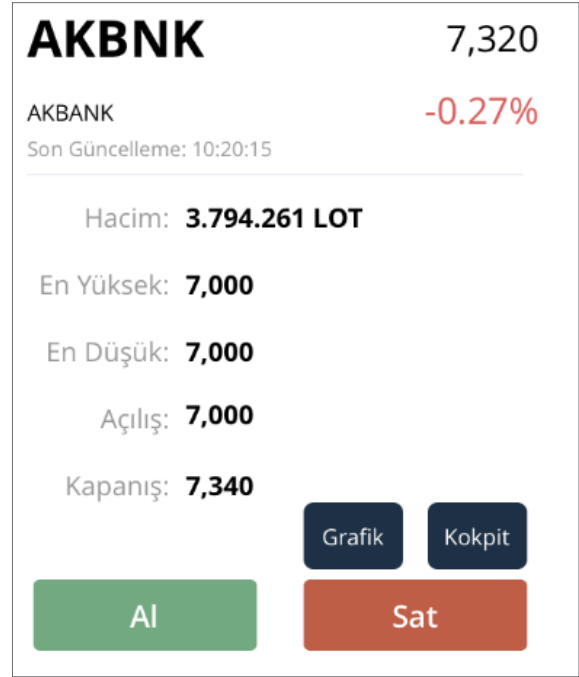 AKBNK 7,320
AKBANK -0.27%
Son Güncelleme: 10:20:15
Hacim: 3.794.261 LOT
En Yüksek: 7,000
En Düşük: 7,000
Açılış: 7,000
Kapanış: 7,340
Grafik Kokpit
Al Sat